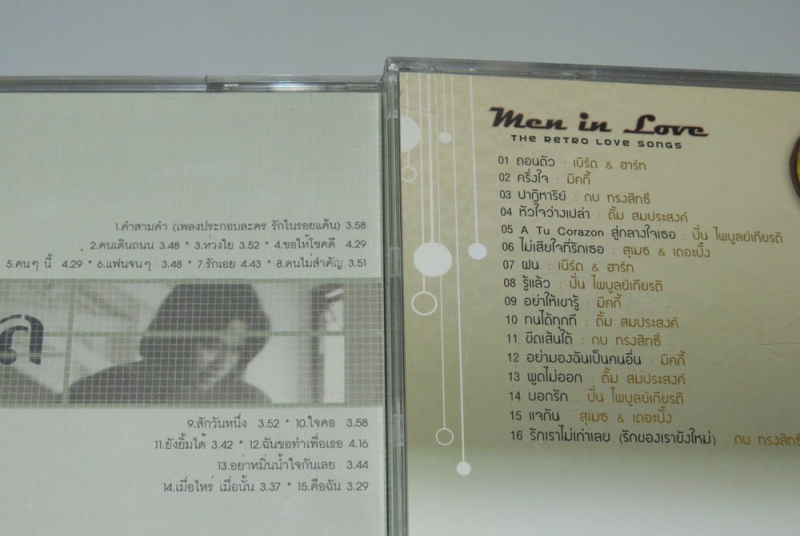 1.คำสามคำ (เพลงประกอบละคร รักในรอยแค้น) 3.58
2.คนเดินถนน 3.48 * 3.หวงใย 3.52 * 4.ขอให้โชคดี 4.29
5.คนๆ นี้ 4.29 * 6.แฟนจนๆ 3.48 * 7.รักเอย 4.43 * 8.คนไม่สำคัญ 3.51
9.สักวันหนึ่ง 3.52 * 10.ใจคอ 3.58
11.ยังยิ้มได้ 3.42 * 12.ฉันขอทำเพื่อเธอ 4.16
13.อย่าหมิ่นน้ำใจกันเลย 3.44
14.เมื่อไหร่ เมื่อนั้น 3.37 * 15.คือฉัน 3.29
Men in Love
THE RETRO LOVE SONGS
01 ถอนตัว : เบิร์ด & ฮาร์ท
02 ครึ่งใจ : มิคกี้
03 ปาฏิหาริย์ : กบ ทรงสิทธิ์
04 หัวใจว่างเปล่า : ตั้ม สมประสงค์
05 A Tu Corazon สู่กลางใจเธอ : ปั่น ไพบูลย์เกียรติ
06 ไม่เสียใจที่รักเธอ : สุเมธ & เดอะปั๋ง
07 ฝน : เบิร์ด & ฮาร์ท
08 รู้แล้ว : ปั่น ไพบูลย์เกียรติ
09 อย่าให้เขารู้ : มิคกี้
10 ทนได้ทุกที : ตั้ม สมประสงค์
11 ขีดเส้นใต้ : กบ ทรงสิทธิ์
12 อย่ามองฉันเป็นคนอื่น : มิคกี้
13 พูดไม่ออก : ตั้ม สมประสงค์
14 บอกรัก : ปั่น ไพบูลย์เกียรติ
15 แจกัน : สุเมธ & เดอะปั๋ง
16 รักเราไม่เก่าเลย (รักของเรายังใหม่) : กบ ทรงสิทธิ์